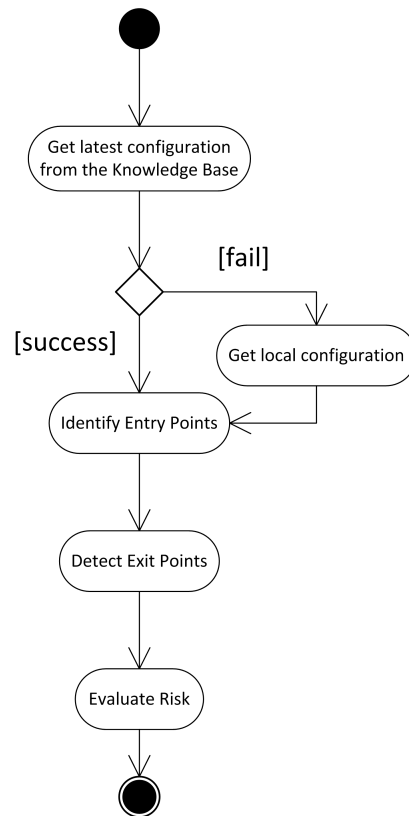 Get latest configuration
from the Knowledge Base
[fail]
[success]
Get local configuration
Identify Entry Points
Detect Exit Points
Evaluate Risk